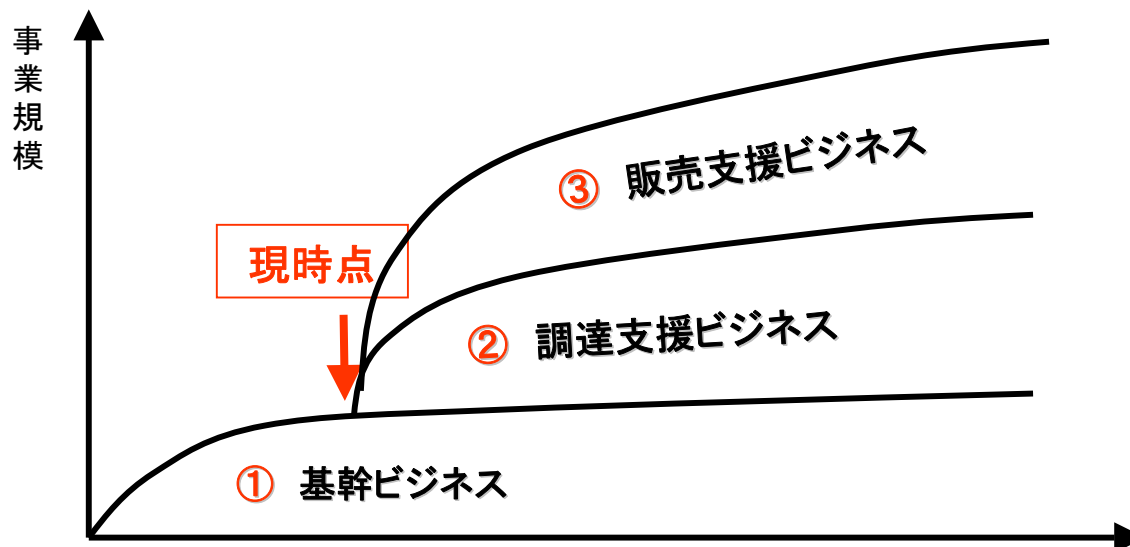 事業規模
③ 販売支援ビジネス
現時点
② 調達支援ビジネス
① 基幹ビジネス